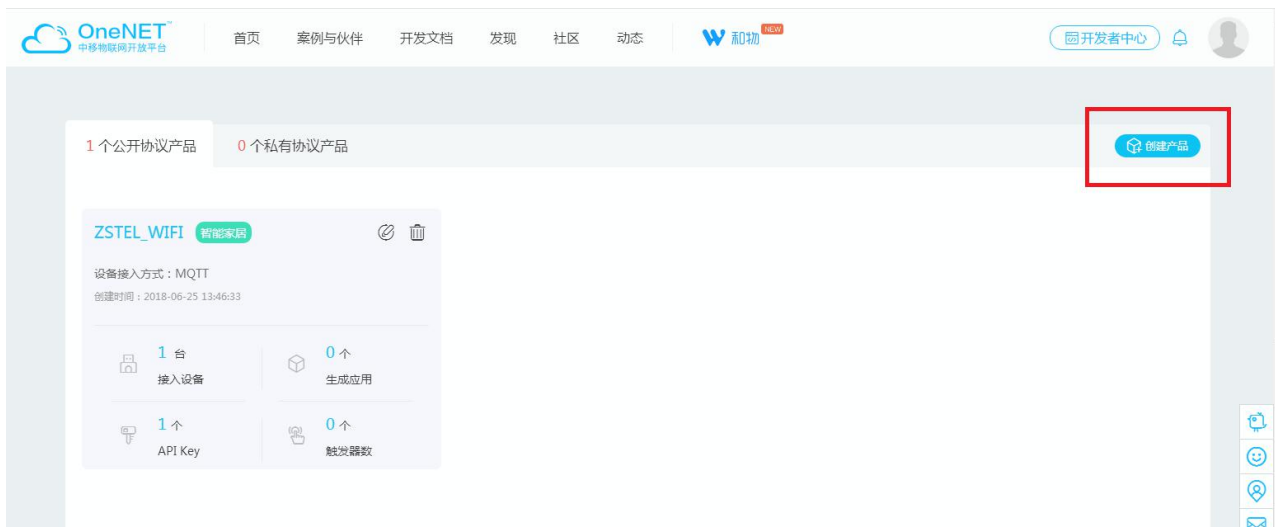 OneNET™
中移物联网开放平台
首页 案例与伙伴 开发文档 发现 社区 动态 和物 NEW
开发者中心
1 个公开协议产品 0 个私有协议产品
创建产品
ZSTEL_WIFI 智能家居
设备接入方式：MQTT
创建时间：2018-06-25 13:46:33
1 台 0 个
接入设备 生成应用
1 个 0 个
API Key 触发器数